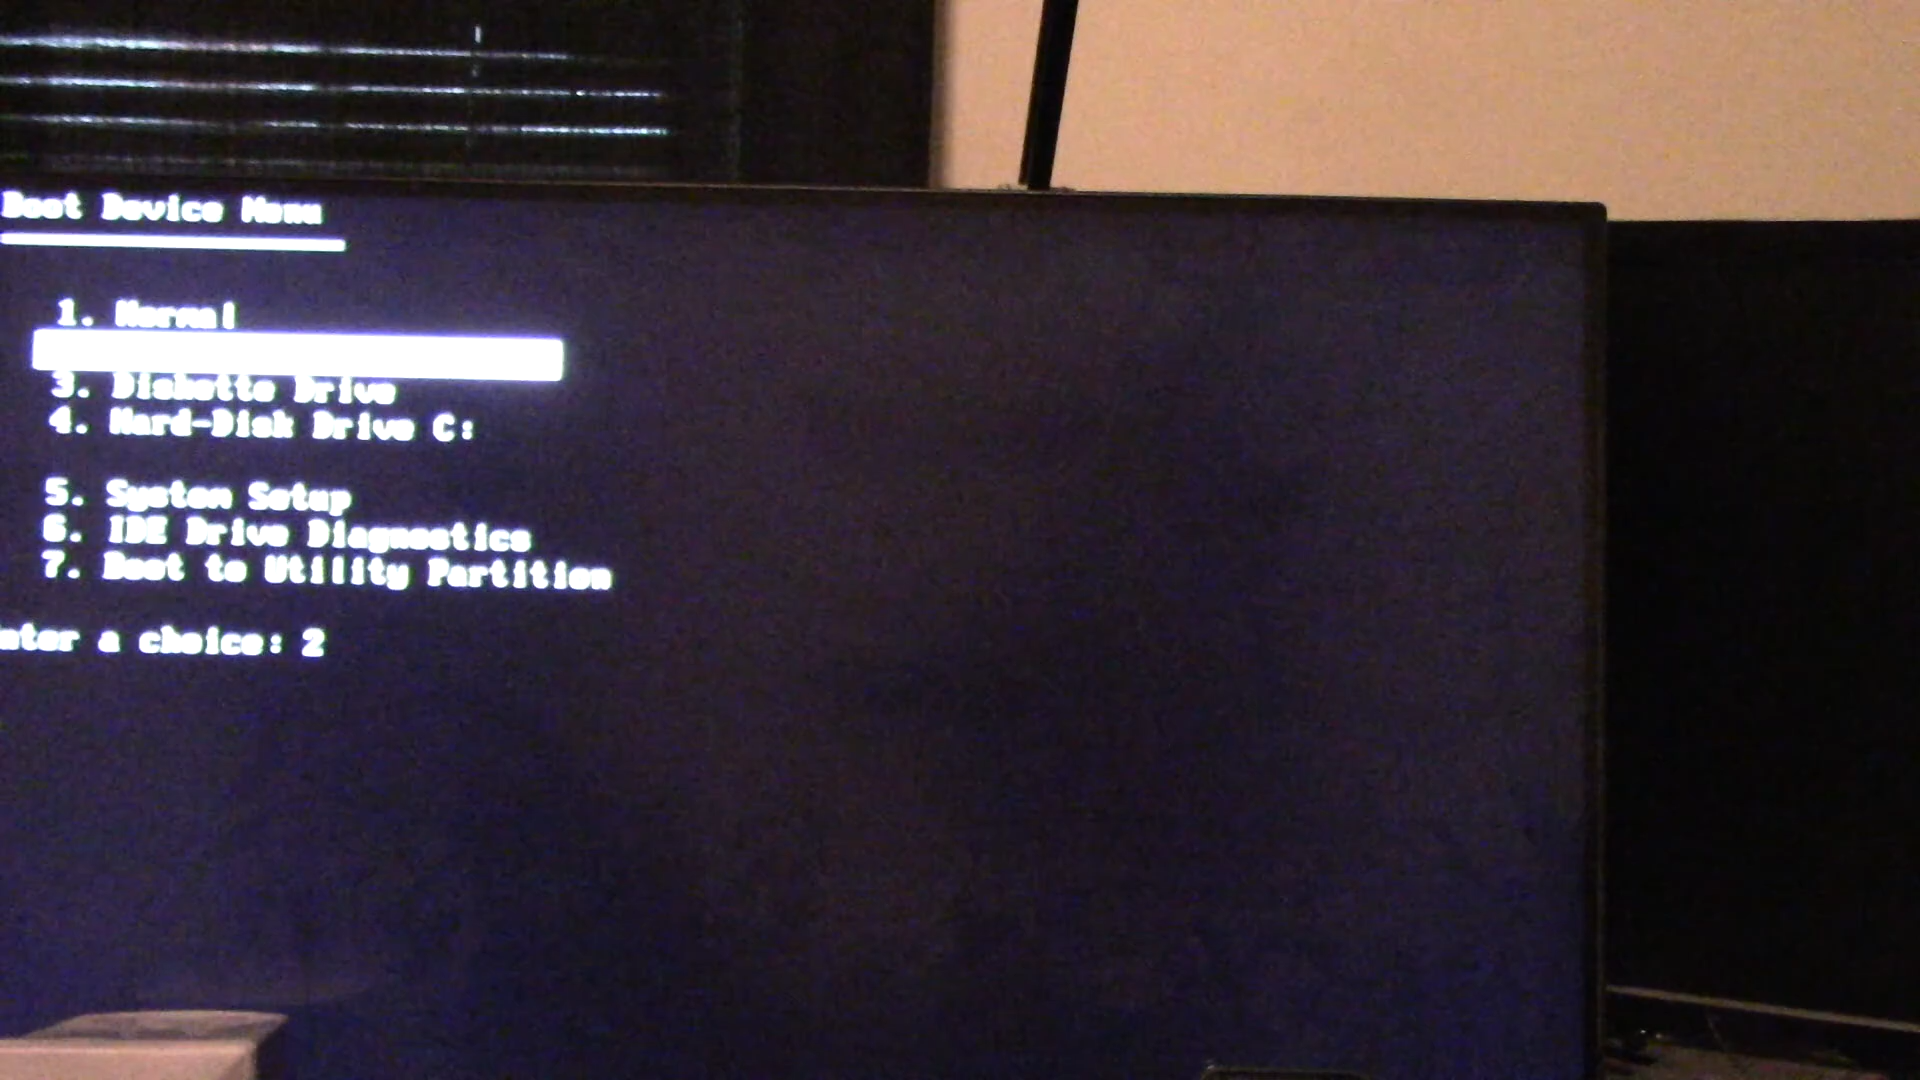 Boot Device Menu
1. Normal
3. Diskette Drive
4. Hard-Disk Drive C:
5. System Setup
6. IDE Drive Diagnostics
7. Boot to Utility Partition
nter a choice: 2